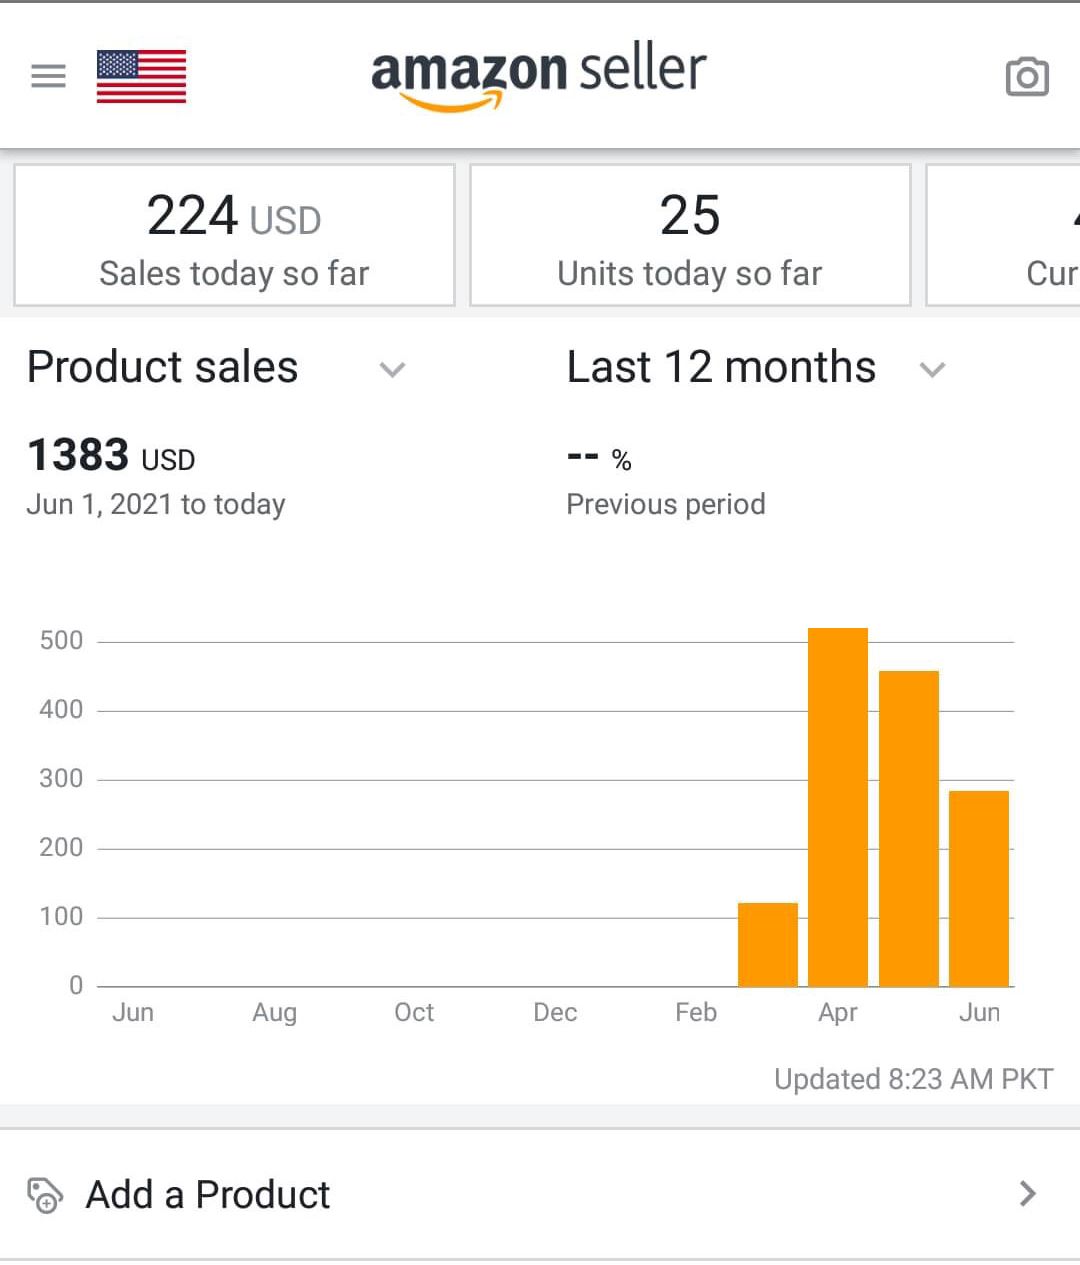 amazon seller
224 USD
Sales today so far
25
Units today so far
Cur
Product sales
Last 12 months
1383 USD
Jun 1, 2021 to today
-- %
Previous period
500
400
300
200
100
0
Jun Aug Oct Dec Feb Apr Jun
Updated 8:23 AM PKT
Add a Product